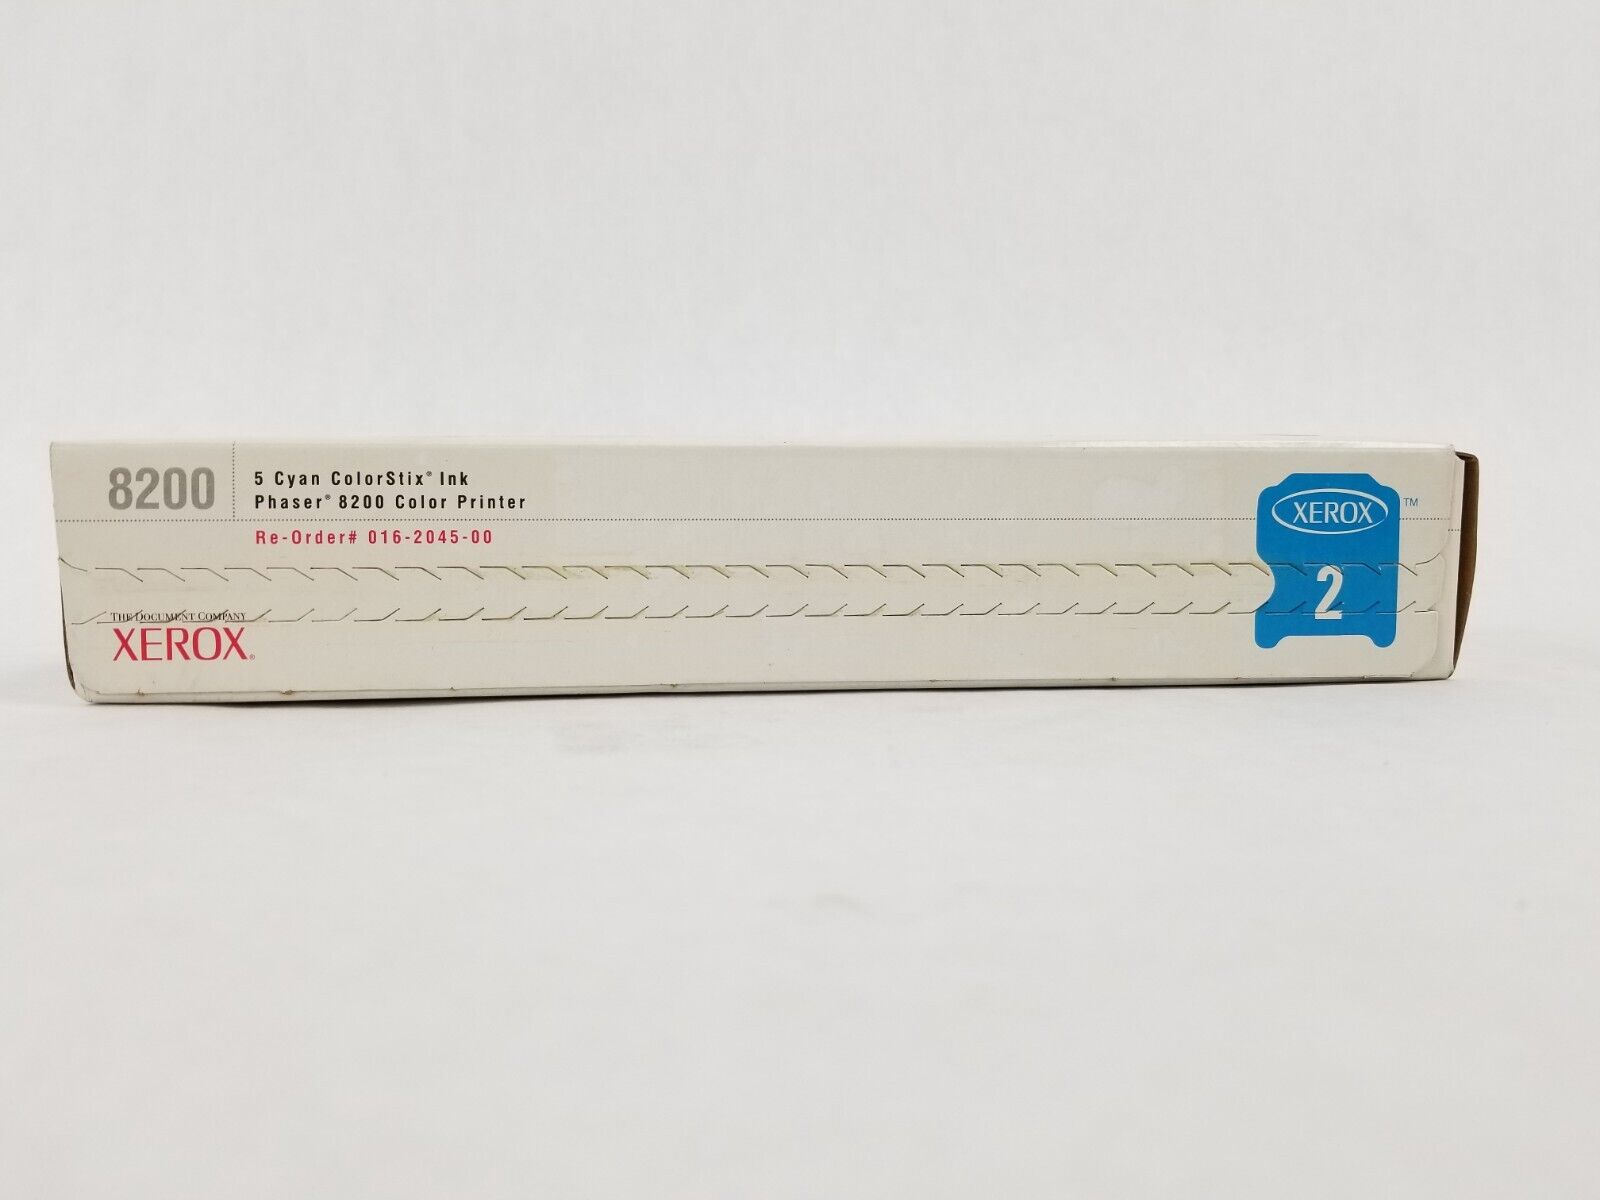 8200
5 Cyan ColorStix® Ink
Phaser® 8200 Color Printer
Re-Order# 016-2045-00
THE DOCUMENT COMPANY
XEROX®
XEROX ™
2